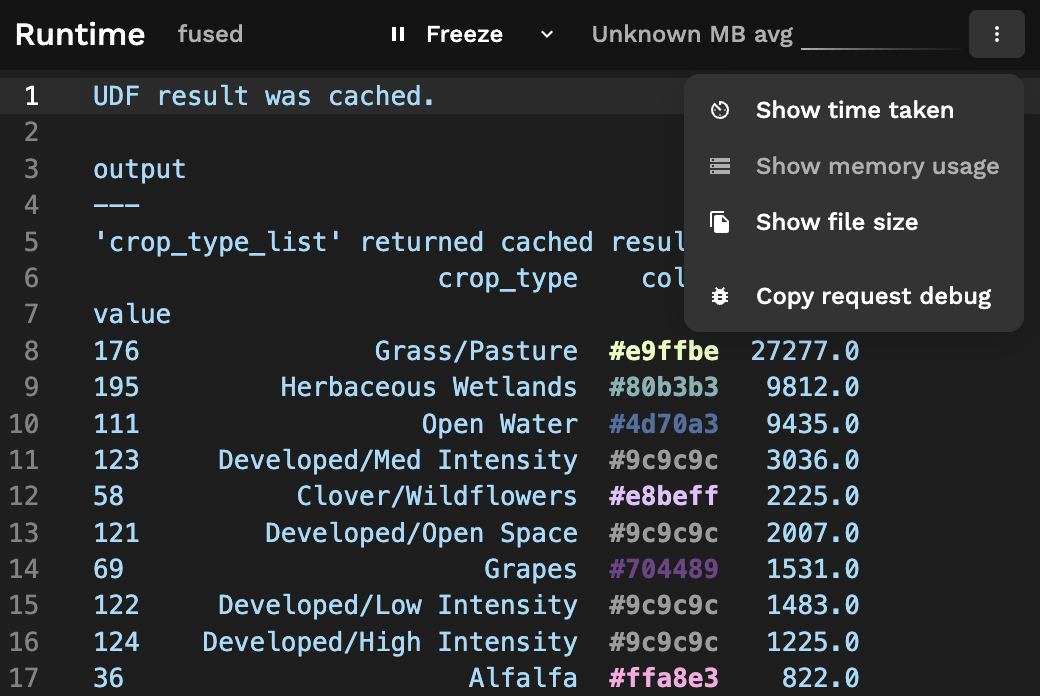 Runtime fused Freeze Unknown MB avg
1 UDF result was cached.
Show time taken
2
3 output
Show memory usage
4 ---
Show file size
5 'crop_type_list' returned cached resul
6 crop_type col
Copy request debug
7 value
8 176 Grass/Pasture #e9ffbe 27277.0
9 195 Herbaceous Wetlands #80b3b3 9812.0
10 111 Open Water #4d70a3 9435.0
11 123 Developed/Med Intensity #9c9c9c 3036.0
12 58 Clover/Wildflowers #e8beff 2225.0
13 121 Developed/Open Space #9c9c9c 2007.0
14 69 Grapes #704489 1531.0
15 122 Developed/Low Intensity #9c9c9c 1483.0
16 124 Developed/High Intensity #9c9c9c 1225.0
17 36 Alfalfa #ffa8e3 822.0